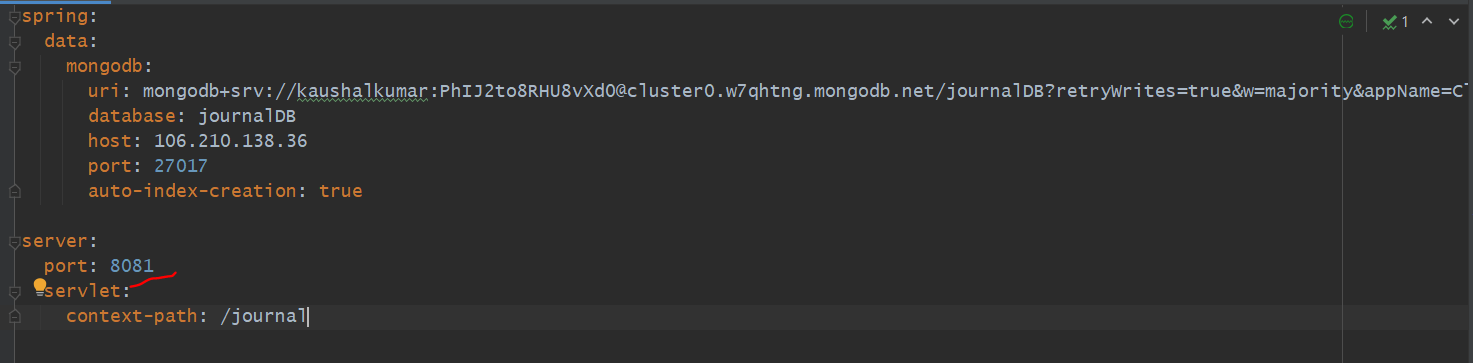 spring:
data:
mongodb:
uri: mongodb+srv://kaushalkumar:PhIJ2to8RHU8vXdO@cluster0.w7qhtng.mongodb.net/journalDB?retryWrites=true&w=majority&appName=Cl
database: journalDB
host: 106.210.138.36
port: 27017
auto-index-creation: true
server:
port: 8081
servlet:
context-path: /journal
1